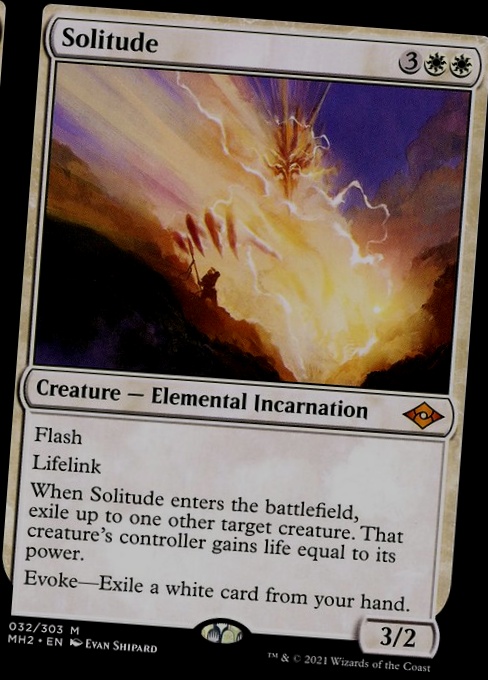 Solitude 3
Creature — Elemental Incarnation
Flash
Lifelink
When Solitude enters the battlefield,
exile up to one other target creature. That
creature's controller gains life equal to its
power.
Evoke—Exile a white card from your hand.
3/2
032/303 M
MH2 • EN Evan Shipard
™ & © 2021 Wizards of the Coast